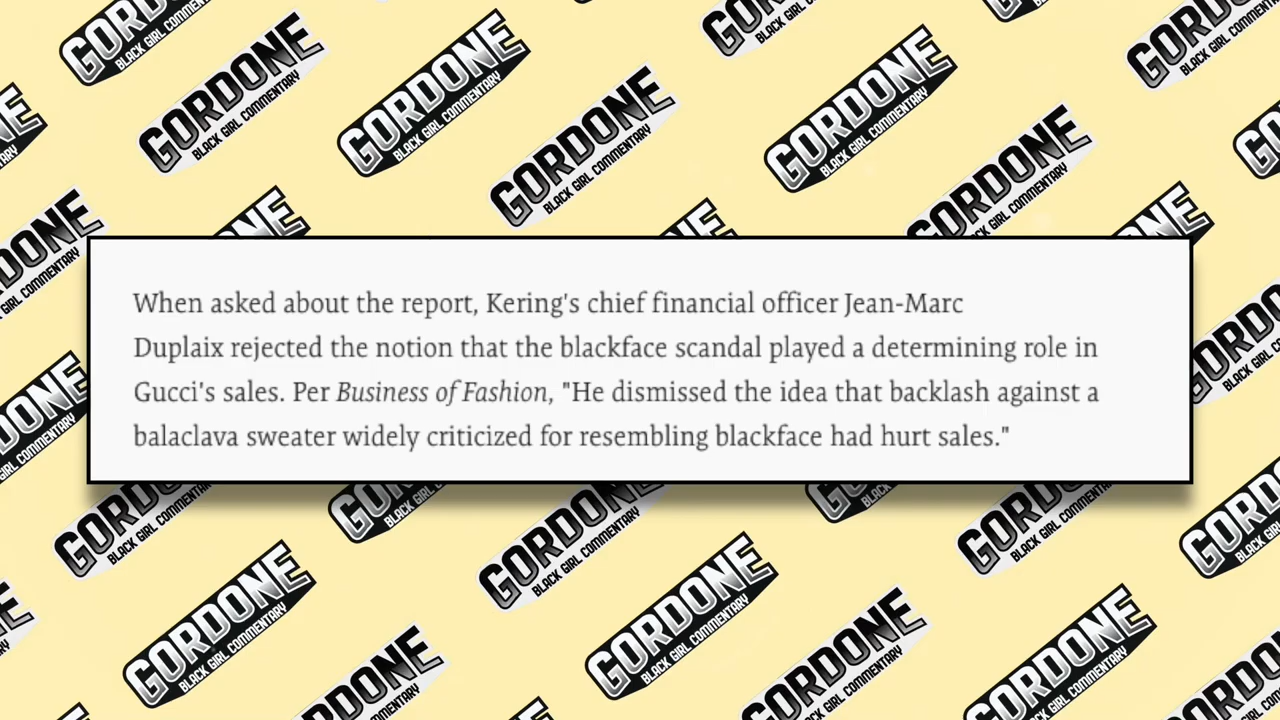 GORDONE
BLACK GIRL COMMENTARY
When asked about the report, Kering's chief financial officer Jean-Marc
Duplaix rejected the notion that the blackface scandal played a determining role in
Gucci's sales. Per Business of Fashion, "He dismissed the idea that backlash against a
balaclava sweater widely criticized for resembling blackface had hurt sales."